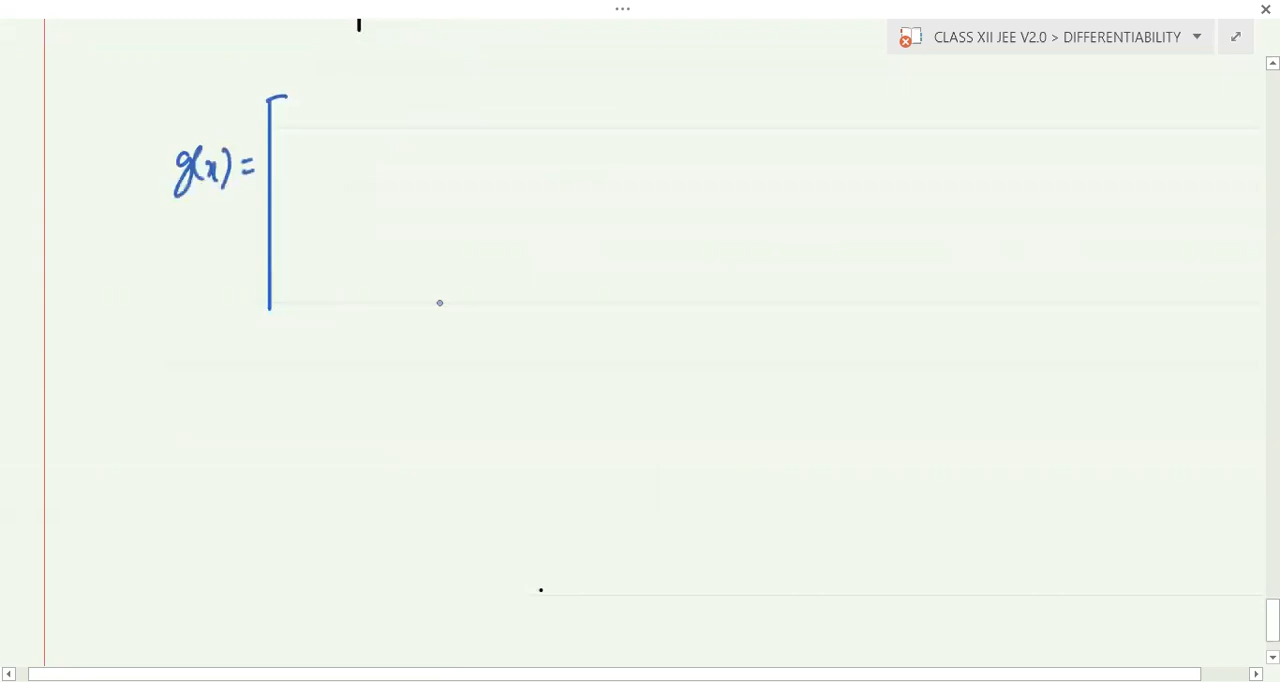 CLASS XII JEE V2.0 > DIFFERENTIABILITY
g(x) = [